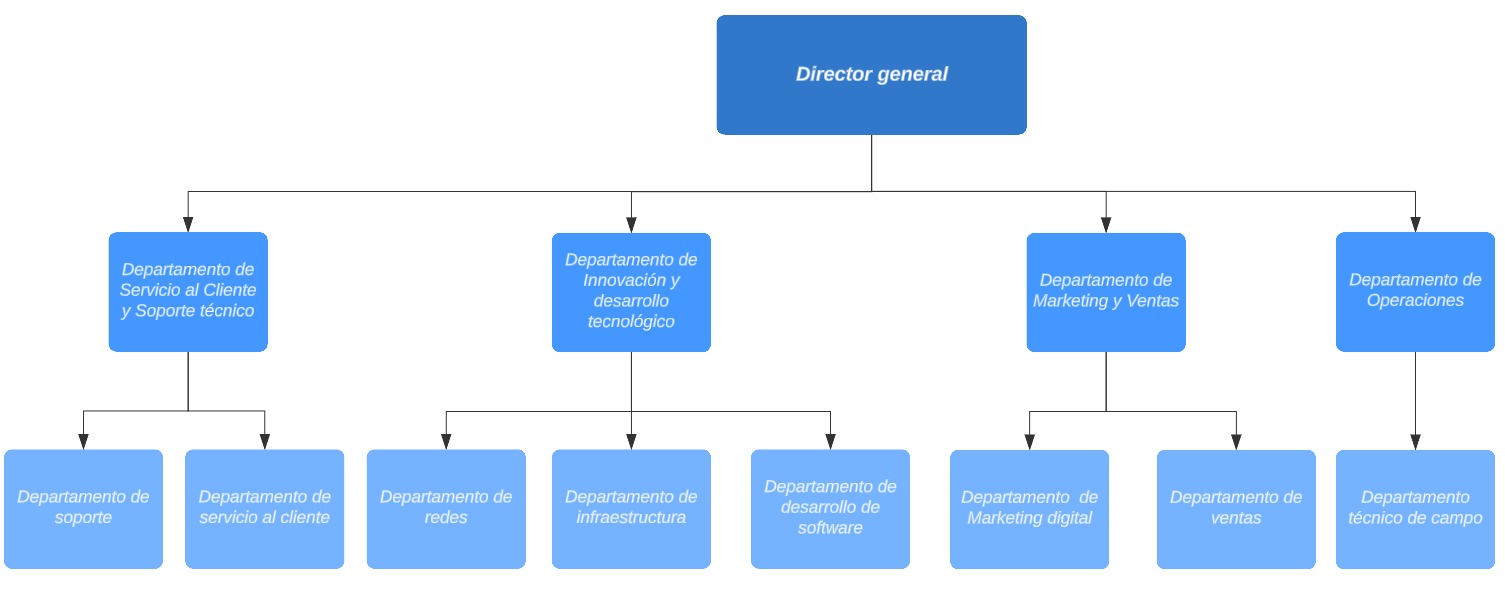 Director general
Departamento de
Servicio al Cliente
y Soporte técnico
Departamento de
Innovación y
desarrollo
tecnológico
Departamento de
Marketing y Ventas
Departamento de
Operaciones
Departamento de
soporte
Departamento de
servicio al cliente
Departamento de
redes
Departamento de
infraestructura
Departamento de
desarrollo de
software
Departamento de
Marketing digital
Departamento de
ventas
Departamento
técnico de campo